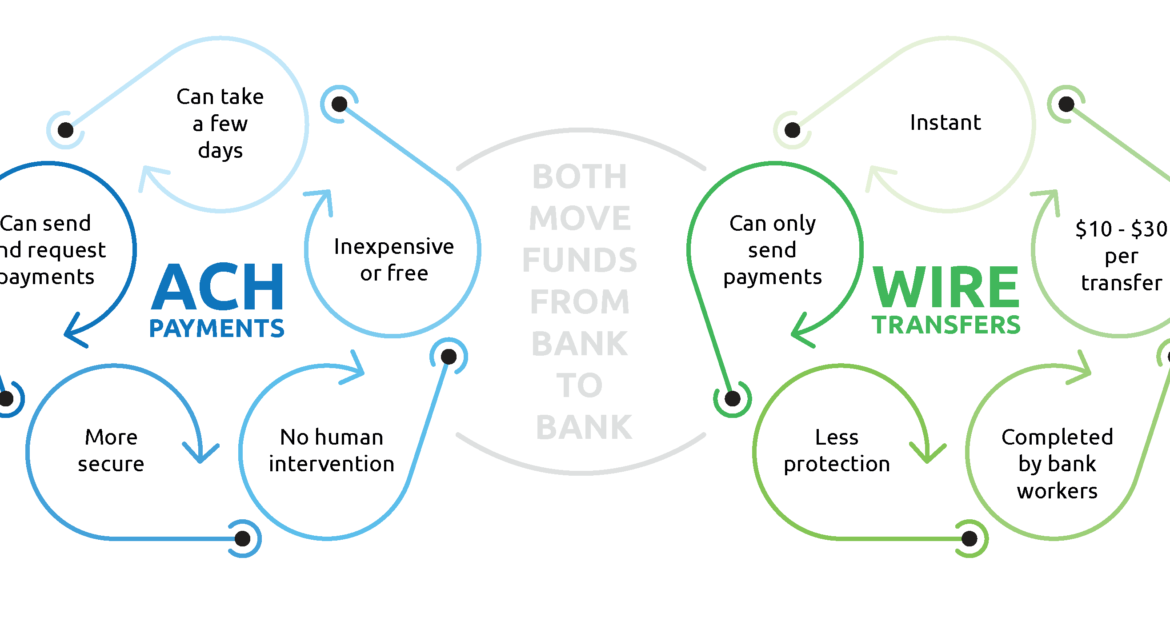 Can take
a few
days
Can send
nd request
payments
Inexpensive
or free
ACH
PAYMENTS
More
secure
No human
intervention
BOTH
MOVE
FUNDS
FROM
BANK
TO
BANK
Instant
Can only
send
payments
$10 - $30
per
transfer
WIRE
TRANSFERS
Less
protection
Completed
by bank
workers